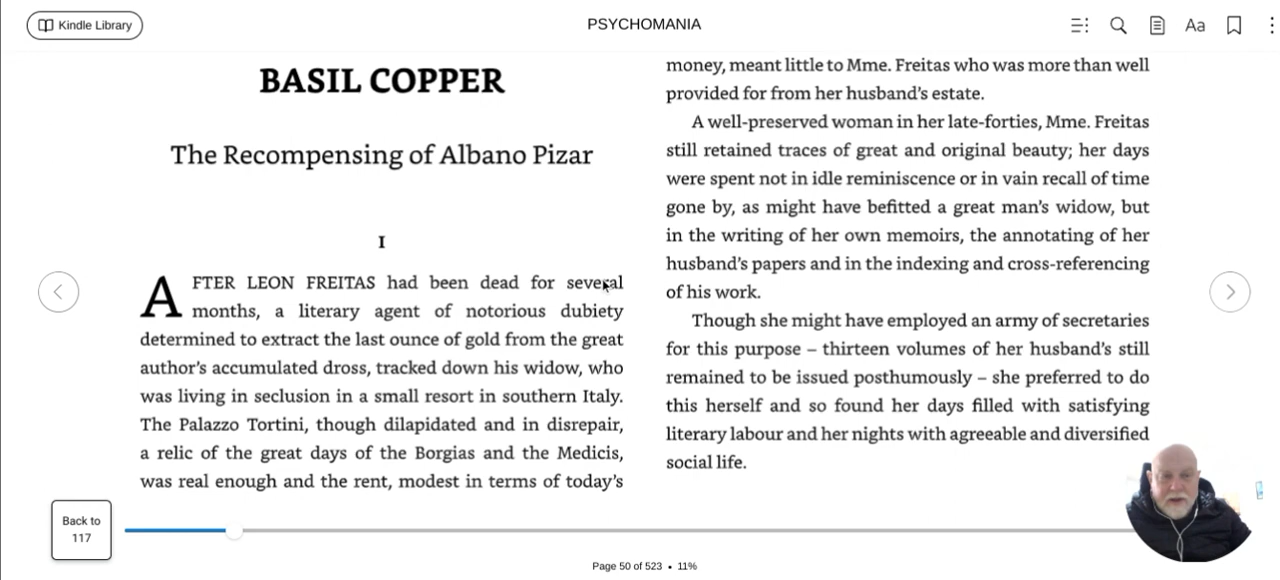 Kindle Library
PSYCHOMANIA
Aa
BASIL COPPER
The Recompensing of Albano Pizar
I
AFTER LEON FREITAS had been dead for several
months, a literary agent of notorious dubiety
determined to extract the last ounce of gold from the great
author’s accumulated dross, tracked down his widow, who
was living in seclusion in a small resort in southern Italy.
The Palazzo Tortini, though dilapidated and in disrepair,
a relic of the great days of the Borgias and the Medicis,
was real enough and the rent, modest in terms of today’s
money, meant little to Mme. Freitas who was more than well
provided for from her husband’s estate.
A well-preserved woman in her late-forties, Mme. Freitas
still retained traces of great and original beauty; her days
were spent not in idle reminiscence or in vain recall of time
gone by, as might have befitted a great man’s widow, but
in the writing of her own memoirs, the annotating of her
husband’s papers and in the indexing and cross-referencing
of his work.
Though she might have employed an army of secretaries
for this purpose – thirteen volumes of her husband’s still
remained to be issued posthumously – she preferred to do
this herself and so found her days filled with satisfying
literary labour and her nights with agreeable and diversified
social life.
Back to
117
Page 50 of 523 • 11%